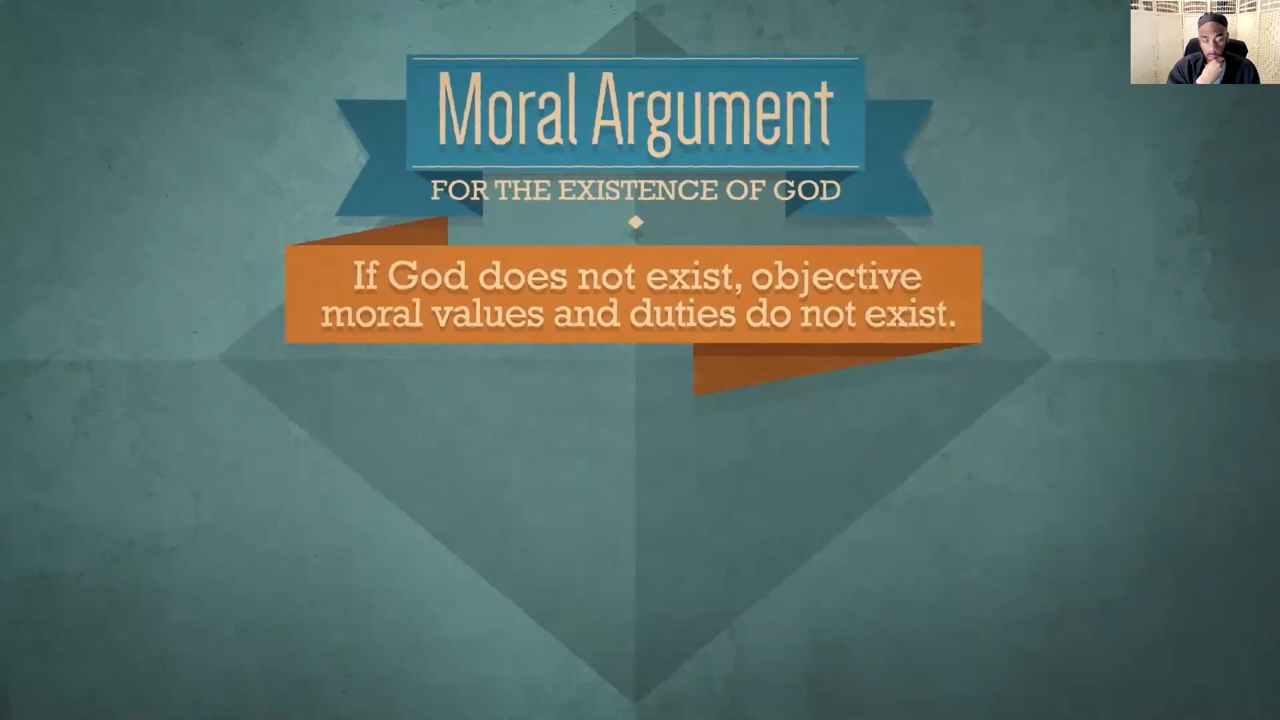 Moral Argument
FOR THE EXISTENCE OF GOD
If God does not exist, objective
moral values and duties do not exist.